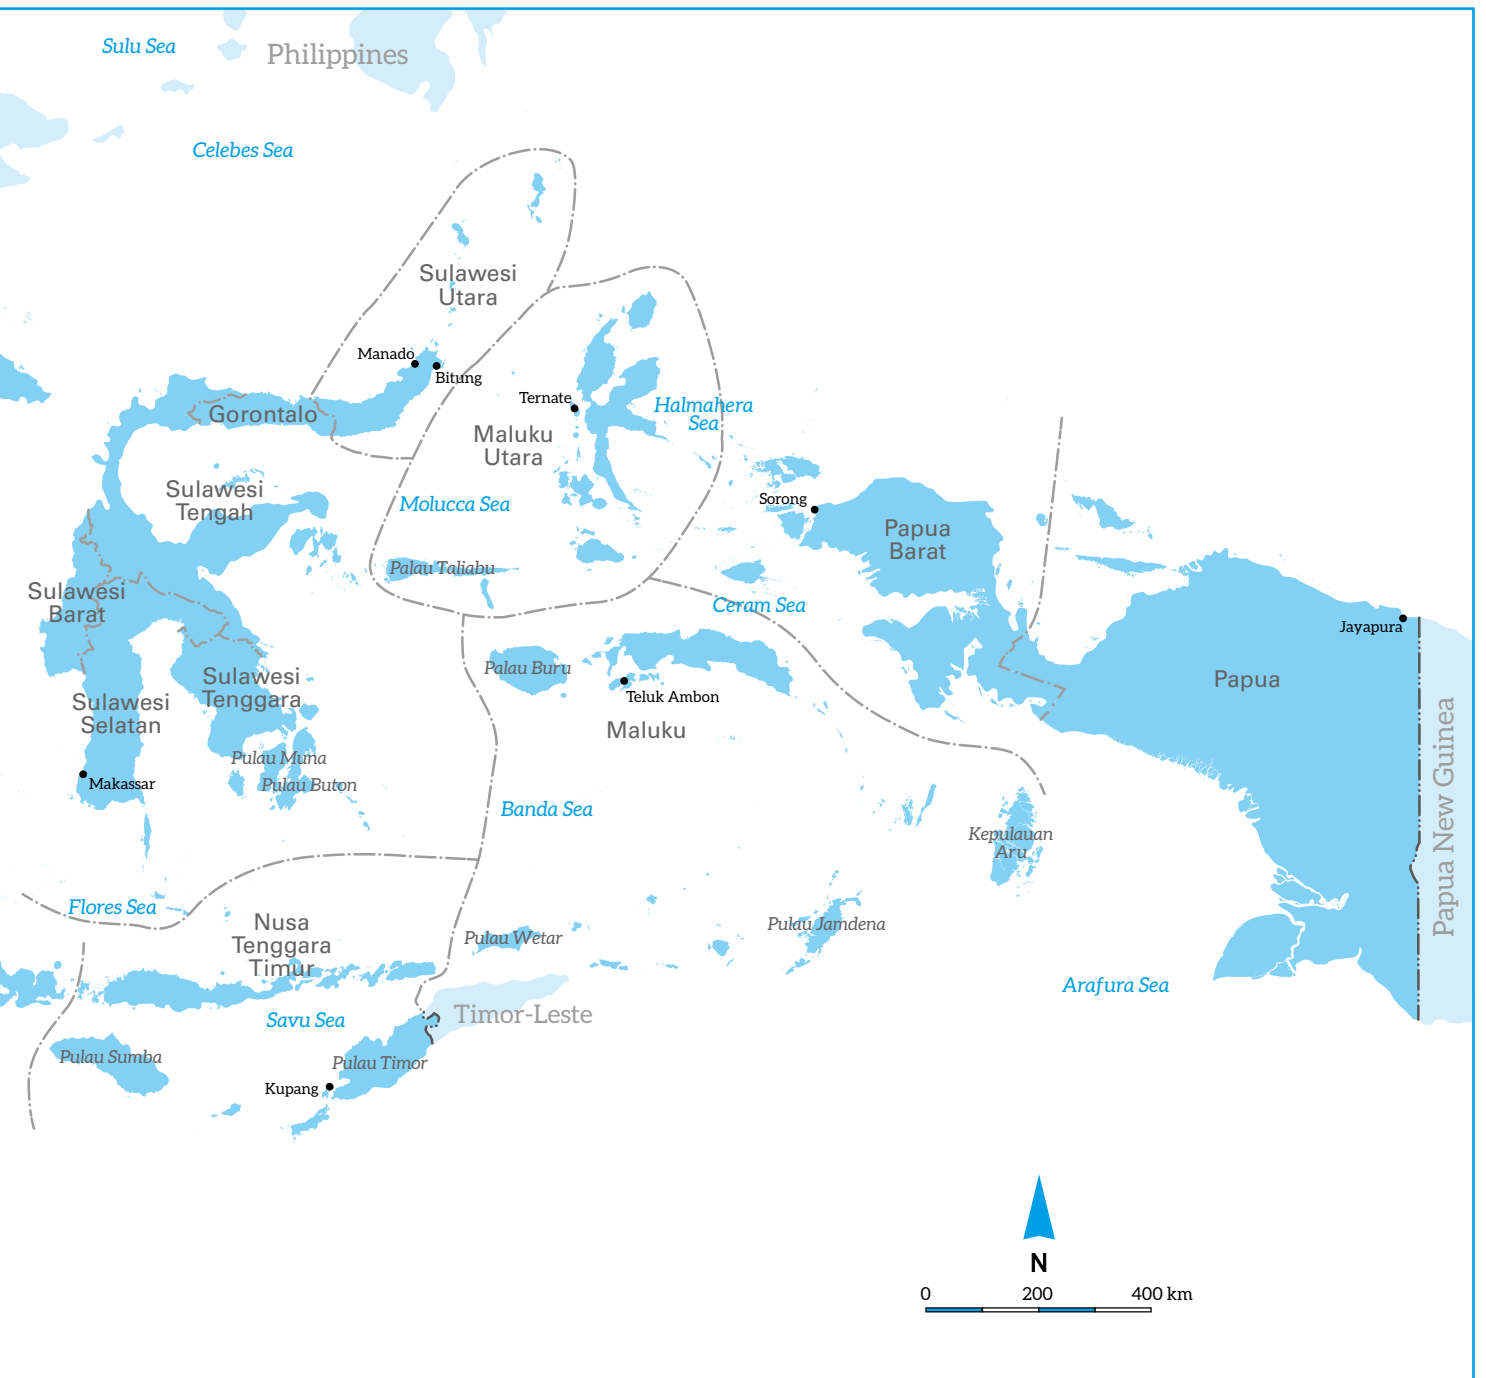 Sulu Sea
Philippines
Celebes Sea
Sulawesi
Utara
Manado
Bitung
Ternate
Halmahera
Sea
Gorontalo
Maluku
Utara
Sulawesi
Tengah
Molucca Sea
Sorong
Papua
Barat
Palau Taliabu
Sulawesi
Barat
Ceram Sea
Jayapura
Palau Buru
Sulawesi
Tenggara
Papua
Teluk Ambon
Sulawesi
Selatan
Maluku
Papua New Guinea
Pulau Muna
Makassar
Pulau Buton
Banda Sea
Kepulauan
Aru
Flores Sea
Nusa
Tenggara
Timur
Pulau Wetar
Pulau Jamdena
Arafura Sea
Savu Sea
Timor-Leste
Pulau Sumba
Pulau Timor
Kupang
N
0 200 400 km